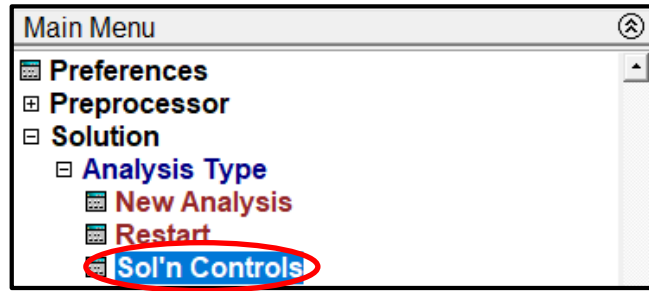 Main Menu
Preferences
Preprocessor
Solution
Analysis Type
New Analysis
Restart
Sol'n Controls